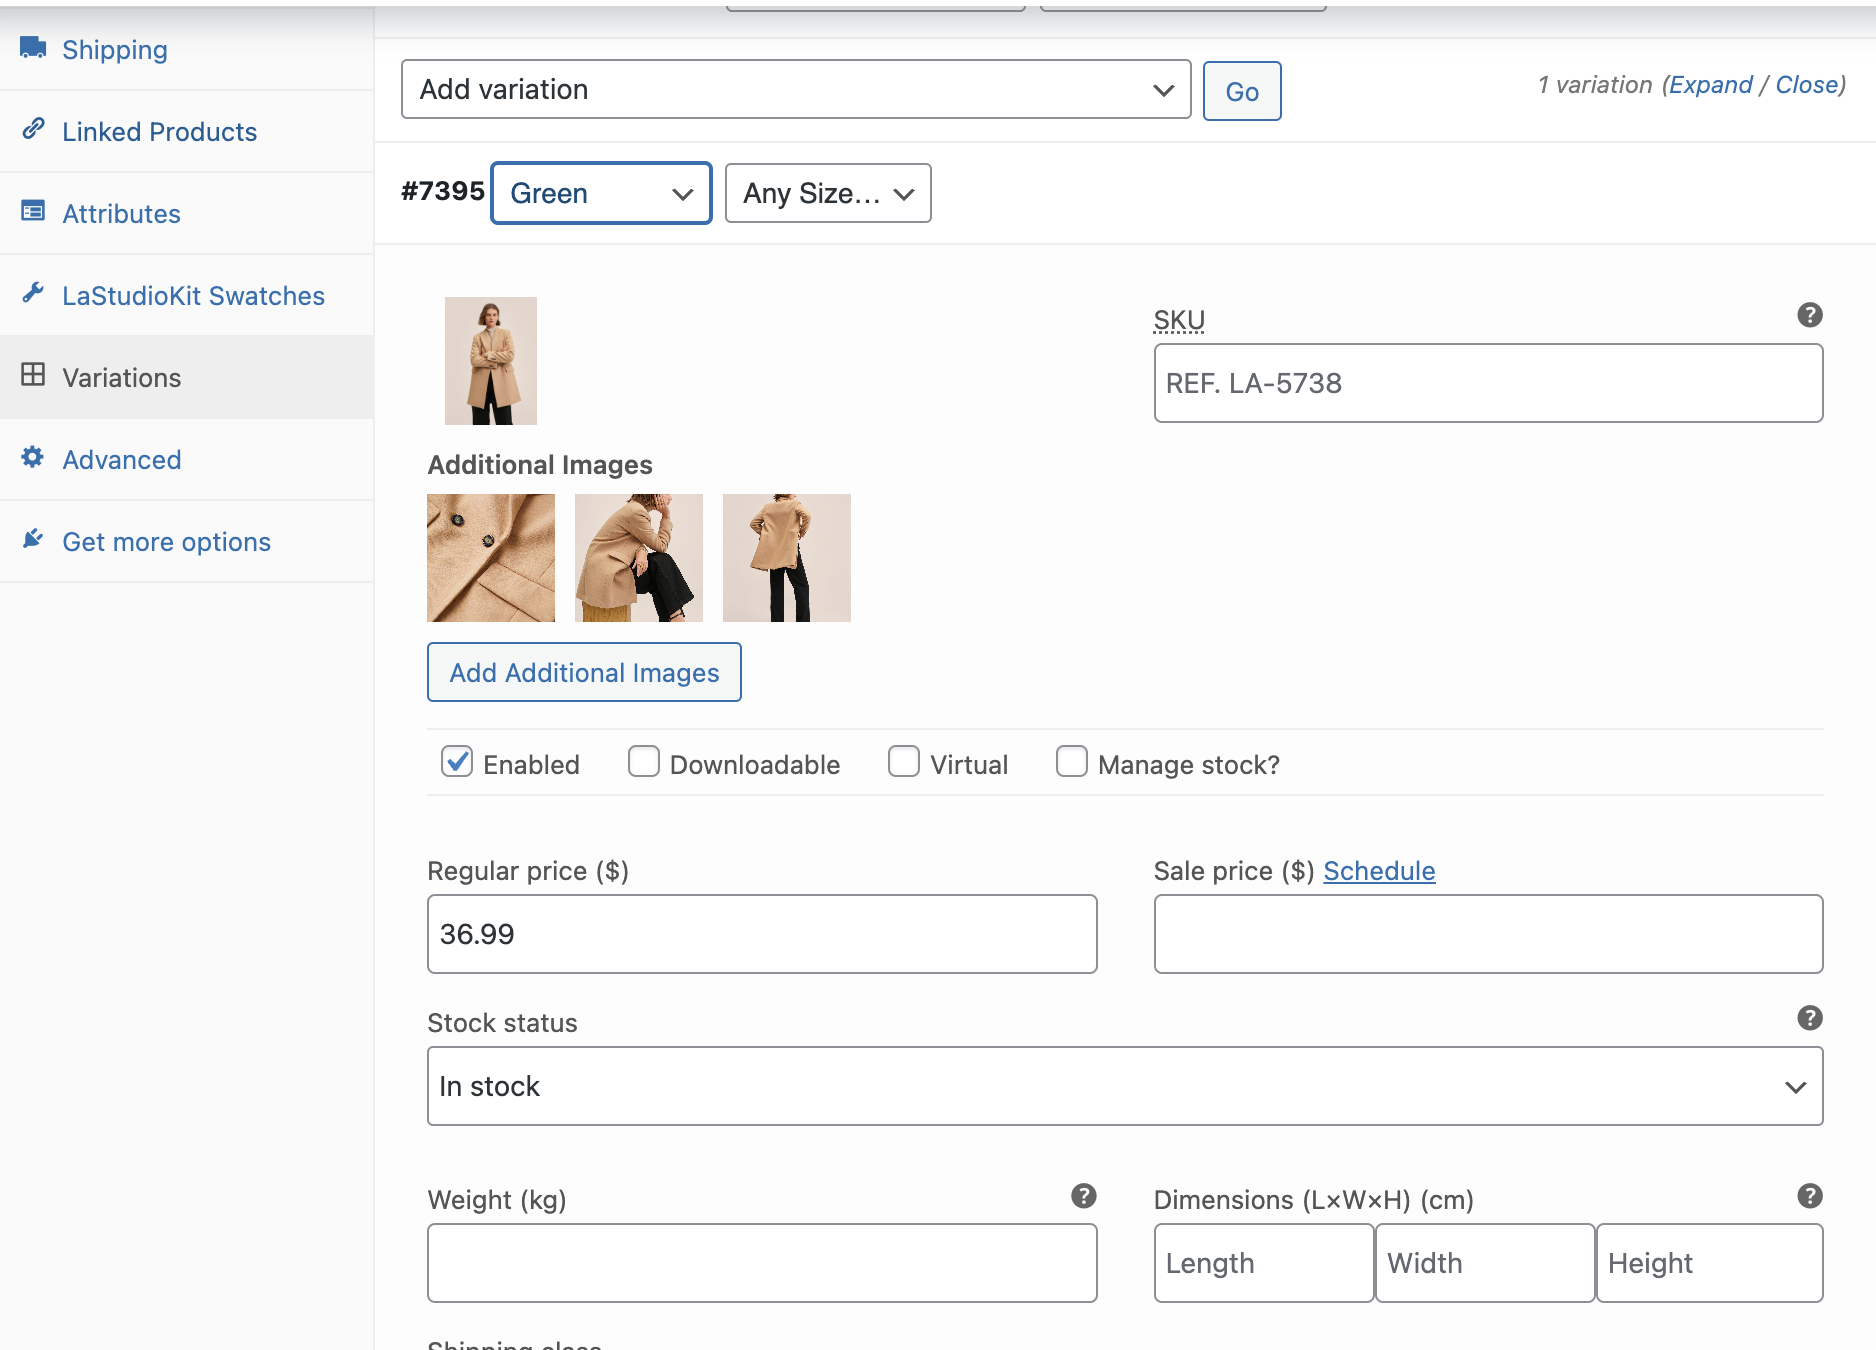 Shipping
Linked Products
Attributes
LaStudioKit Swatches
Variations
Advanced
Get more options
Add variation
Go
1 variation (Expand / Close)
#7395
Green
Any Size...
SKU
REF. LA-5738
Additional Images
Add Additional Images
Enabled
Downloadable
Virtual
Manage stock?
Regular price ($)
Sale price ($) Schedule
36.99
Stock status
In stock
Weight (kg)
Dimensions (L×W×H) (cm)
Length
Width
Height
Shipping class